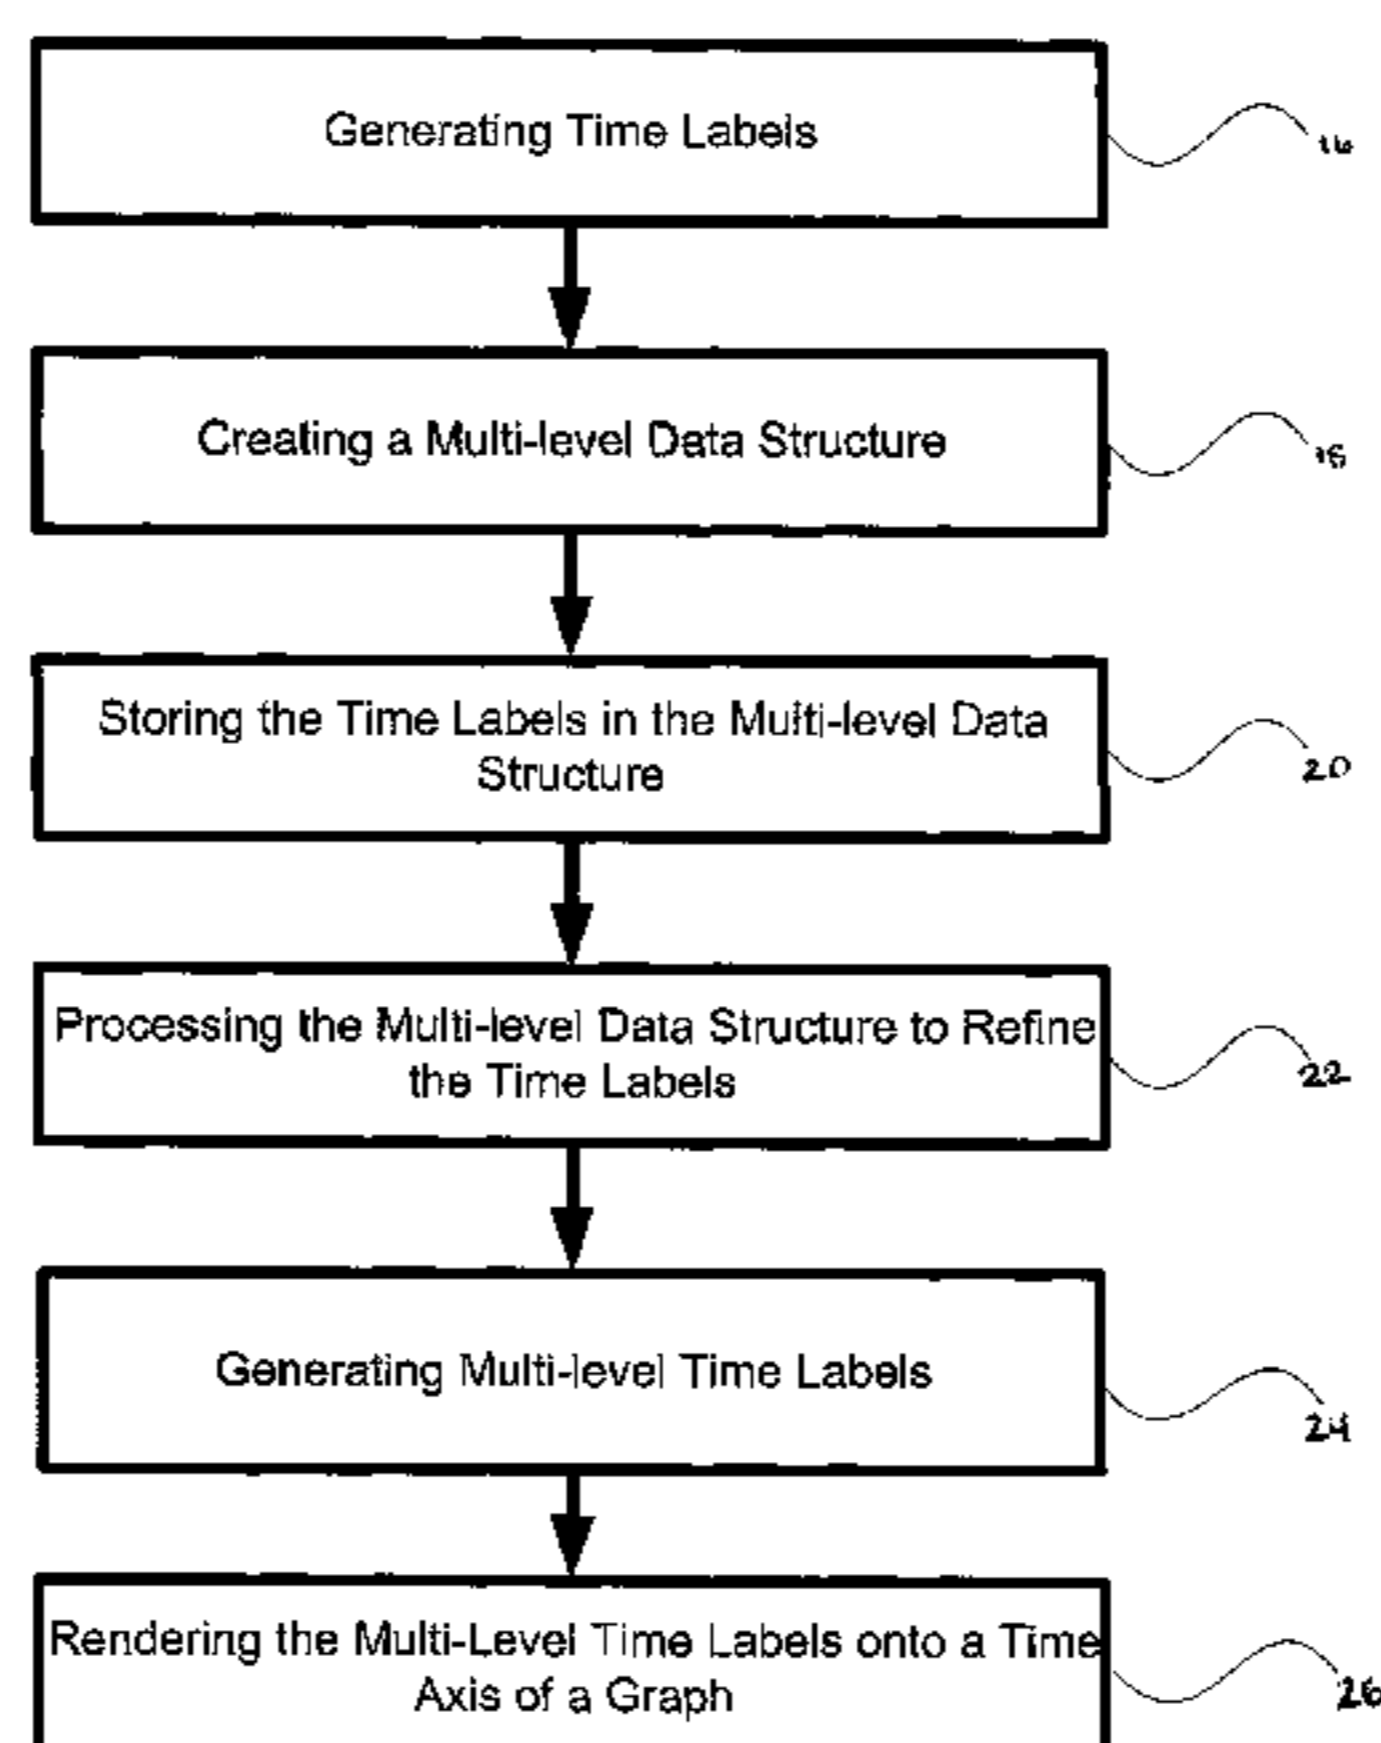 Generating Time Labels
16
Creating a Multi-level Data Structure
18
Storing the Time Labels in the Multi-level Data
Structure
20
Processing the Multi-level Data Structure to Refine
the Time Labels
22
Generating Multi-level Time Labels
24
Rendering the Multi-Level Time Labels onto a Time
Axis of a Graph
26